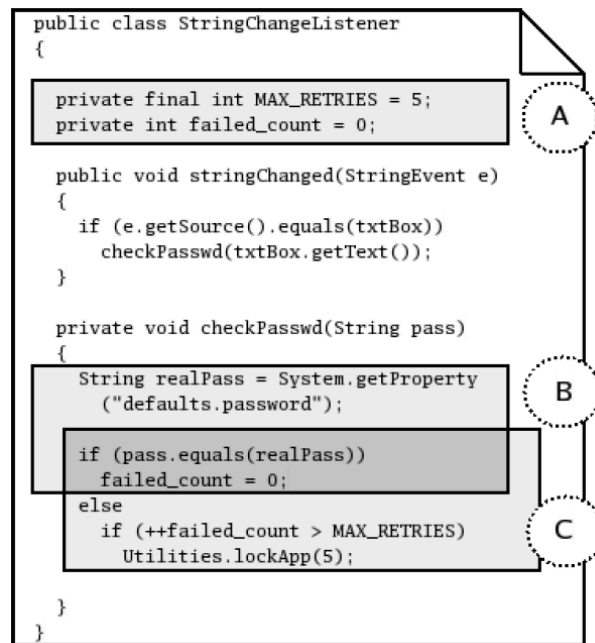 public class StringChangeListener
{
private final int MAX_RETRIES = 5;
private int failed_count = 0;
A
public void stringChanged(StringEvent e)
{
if (e.getSource().equals(txtBox))
checkPasswd(txtBox.getText());
}
private void checkPasswd(String pass)
{
String realPass = System.getProperty
("defaults.password");
B
if (pass.equals(realPass))
failed_count = 0;
else
if (++failed_count > MAX_RETRIES)
Utilities.lockApp(5);
C
}
}